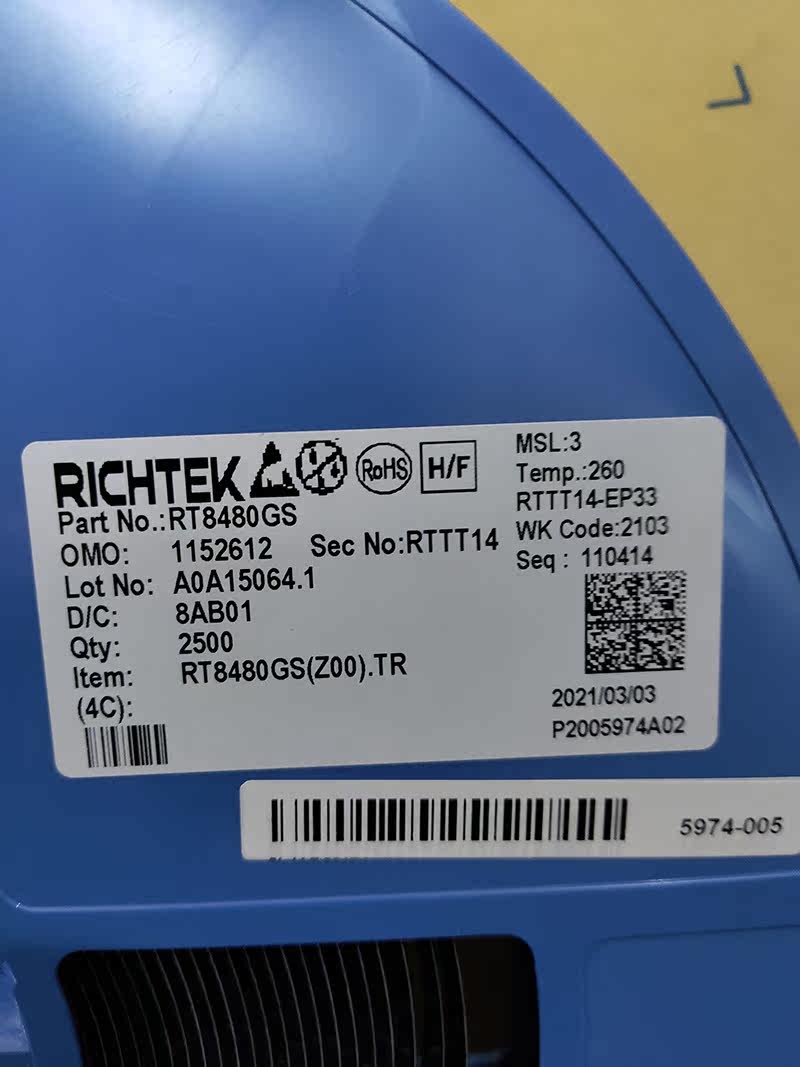 RICHTEK RoHS H/F
Part No.:RT8480GS
OMO: 1152612 Sec No:RTTT14
Lot No: A0A15064.1
D/C: 8AB01
Qty: 2500
Item: RT8480GS(Z00).TR
(4C):
MSL:3
Temp.:260
RTTT14-EP33
WK Code:2103
Seq : 110414
2021/03/03
P2005974A02
5974-005